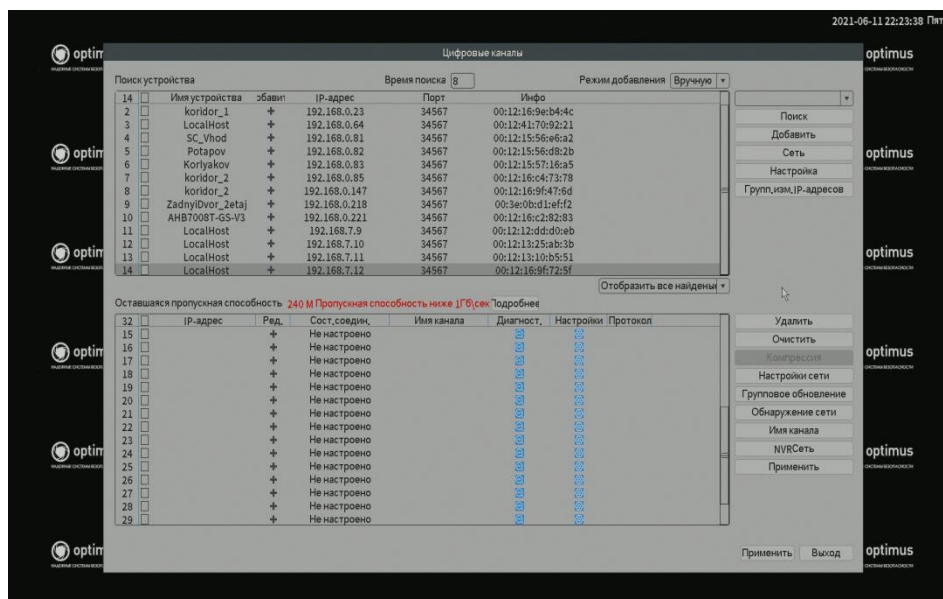 2021-06-11 22:23:38 Пят
optimus
Цифровые каналы
optimus
Поиск устройства Время поиска 8 Режим добавления Вручную
14 Имя устройства обавит IP-адрес Порт Инфо
2 koridor_1 + 192.168.0.23 34567 00:12:16:9e:b4:4c
3 LocalHost + 192.168.0.64 34567 00:12:41:70:92:21
4 SC_Vhod + 192.168.0.81 34567 00:12:15:56:e6:a2
5 Potapov + 192.168.0.82 34567 00:12:15:56:d8:2b
6 Korlyakov + 192.168.0.83 34567 00:12:15:57:16:a5
7 koridor_2 + 192.168.0.85 34567 00:12:16:c4:73:78
8 koridor_2 + 192.168.0.147 34567 00:12:16:9f:47:6d
9 ZadnyiDvor_2etaj + 192.168.0.218 34567 00:3e:0b:d1:ef:f2
10 AHB7008T-GS-V3 + 192.168.0.221 34567 00:12:16:c2:82:83
11 LocalHost + 192.168.7.9 34567 00:12:12:dd:d0:eb
12 LocalHost + 192.168.7.10 34567 00:12:13:25:ab:3b
13 LocalHost + 192.168.7.11 34567 00:12:13:10:b5:51
14 LocalHost + 192.168.7.12 34567 00:12:16:9f:72:5f
Поиск
Добавить
Сеть
Настройка
Групп,изм,IP-адресов
Отобразить все найдены
Оставшаяся пропускная способность 240 M Пропускная способность ниже 1Гб\сек Подробнее
32 IP-адрес Ред, Сост,соедин, Имя канала Диагност, Настройки Протокол
15 + Не настроено
16 + Не настроено
17 + Не настроено
18 + Не настроено
19 + Не настроено
20 + Не настроено
21 + Не настроено
22 + Не настроено
23 + Не настроено
24 + Не настроено
25 + Не настроено
26 + Не настроено
27 + Не настроено
28 + Не настроено
29 + Не настроено
Удалить
Очистить
Компрессия
Настройки сети
Групповое обновление
Обнаружение сети
Имя канала
NVRСеть
Применить
Применить Выход
optim
optimus
optim
optimus
optim
optimus
optim
optimus
optim
optimus